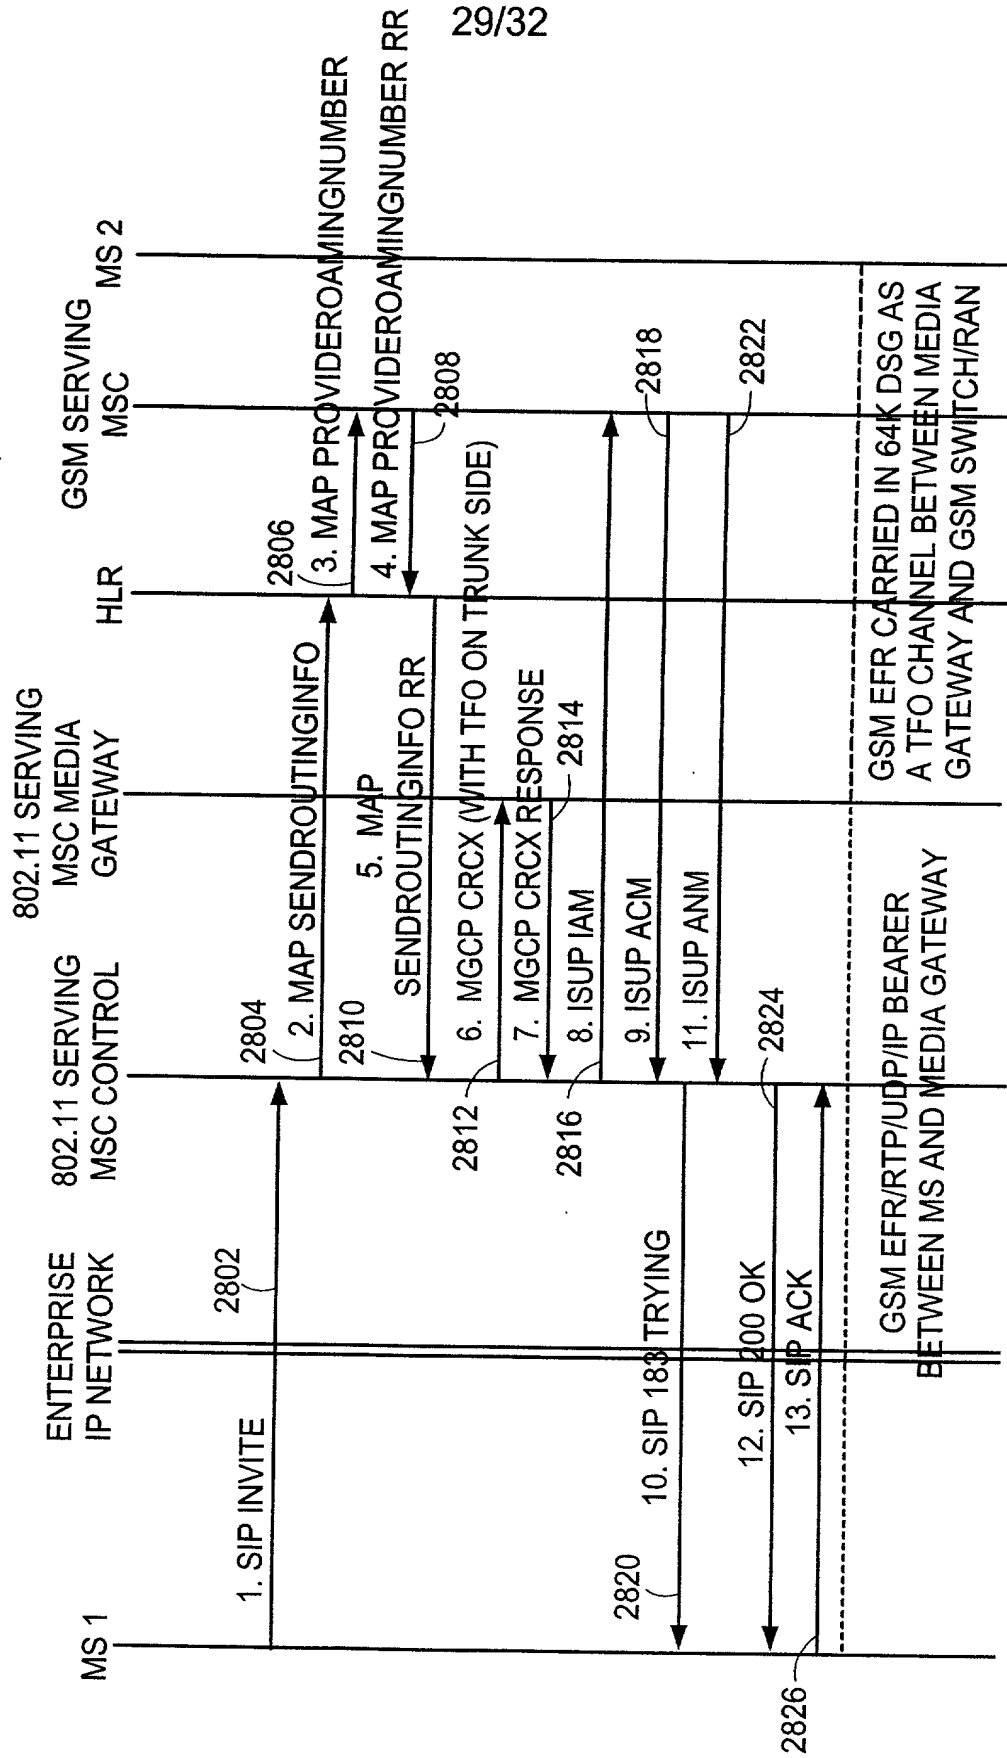 29/32
MS 1
ENTERPRISE
IP NETWORK
802.11 SERVING
MSC CONTROL
802.11 SERVING
MSC MEDIA
GATEWAY
HLR
GSM SERVING
MSC
MS 2
1. SIP INVITE
2802
2804
2. MAP SENDROUTINGINFO
2806
3. MAP PROVIDEROAMINGNUMBER
4. MAP PROVIDEROAMINGNUMBER RR
2808
2810
5. MAP
SENDROUTINGINFO RR
6. MGCP CRCX (WITH TFO ON TRUNK SIDE)
2812
7. MGCP CRCX RESPONSE
2814
8. ISUP IAM
2816
9. ISUP ACM
2818
10. SIP 183 TRYING
2820
11. ISUP ANM
2822
12. SIP 200 OK
2824
13. SIP ACK
2826
GSM EFR/RTP/UDP/IP BEARER
BETWEEN MS AND MEDIA GATEWAY
GSM EFR CARRIED IN 64K DSG AS
A TFO CHANNEL BETWEEN MEDIA
GATEWAY AND GSM SWITCH/RAN